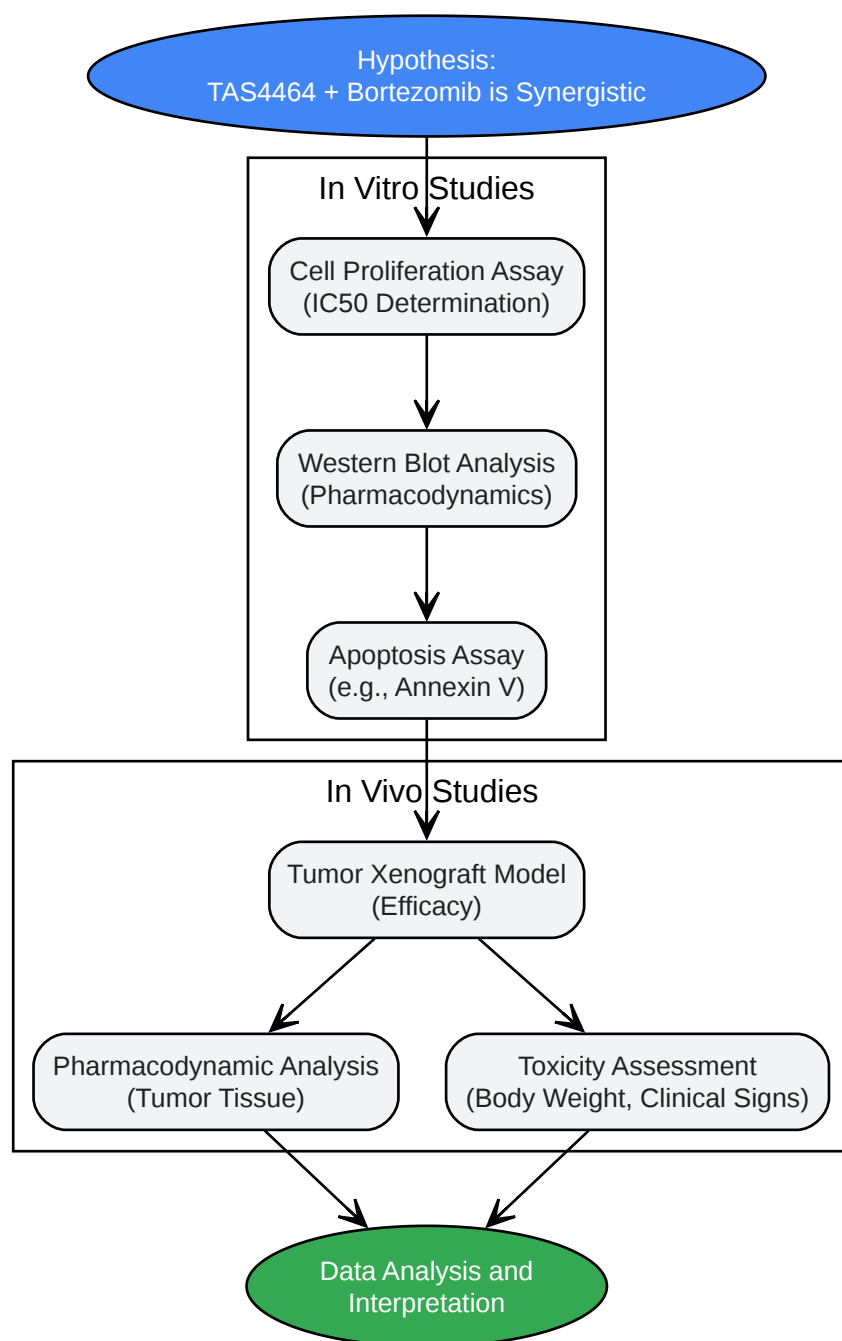 Hypothesis:
TAS4464 + Bortezomib is Synergistic
In Vitro Studies
Cell Proliferation Assay
(IC50 Determination)
Western Blot Analysis
(Pharmacodynamics)
Apoptosis Assay
(e.g., Annexin V)
In Vivo Studies
Tumor Xenograft Model
(Efficacy)
Pharmacodynamic Analysis
(Tumor Tissue)
Toxicity Assessment
(Body Weight, Clinical Signs)
Data Analysis and
Interpretation